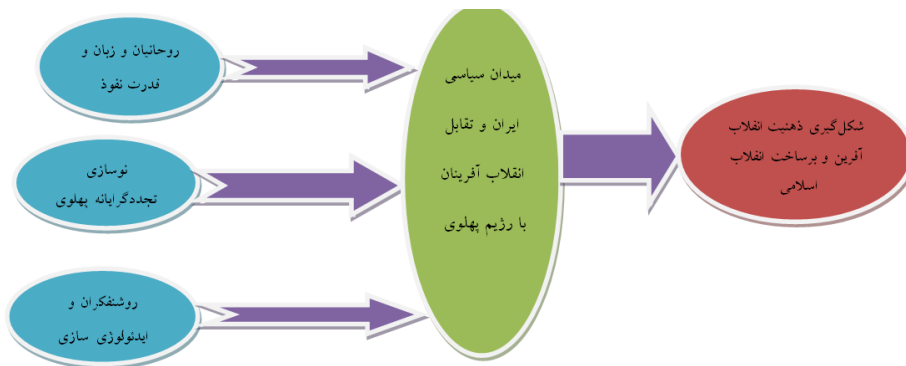 روحانیان و زبان و
قدرت نفوذ
نوسازی
تجددگرایانه پهلوی
روشنفکران و
ایدئولوژی سازی
میدان سیاسی
ایران و تقابل
انقلاب آفرینان
با رژیم پهلوی
شکل‌گیری ذهنیت انقلاب
آفرین و برساخت انقلاب
اسلامی